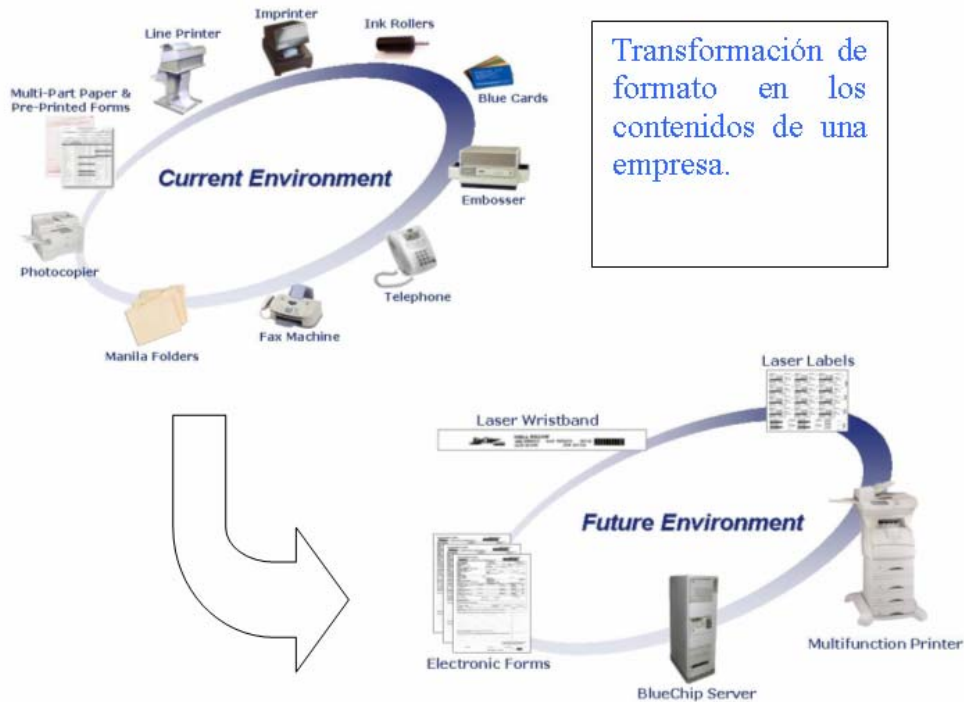 Imprinter
Ink Rollers
Line Printer
Blue Cards
Multi-Part Paper &
Pre-Printed Forms
Current Environment
Embosser
Photocopier
Telephone
Fax Machine
Manila Folders
Transformación de
formato en los
contenidos de una
empresa.
Laser Labels
Laser Wristband
Future Environment
Multifunction Printer
Electronic Forms
BlueChip Server